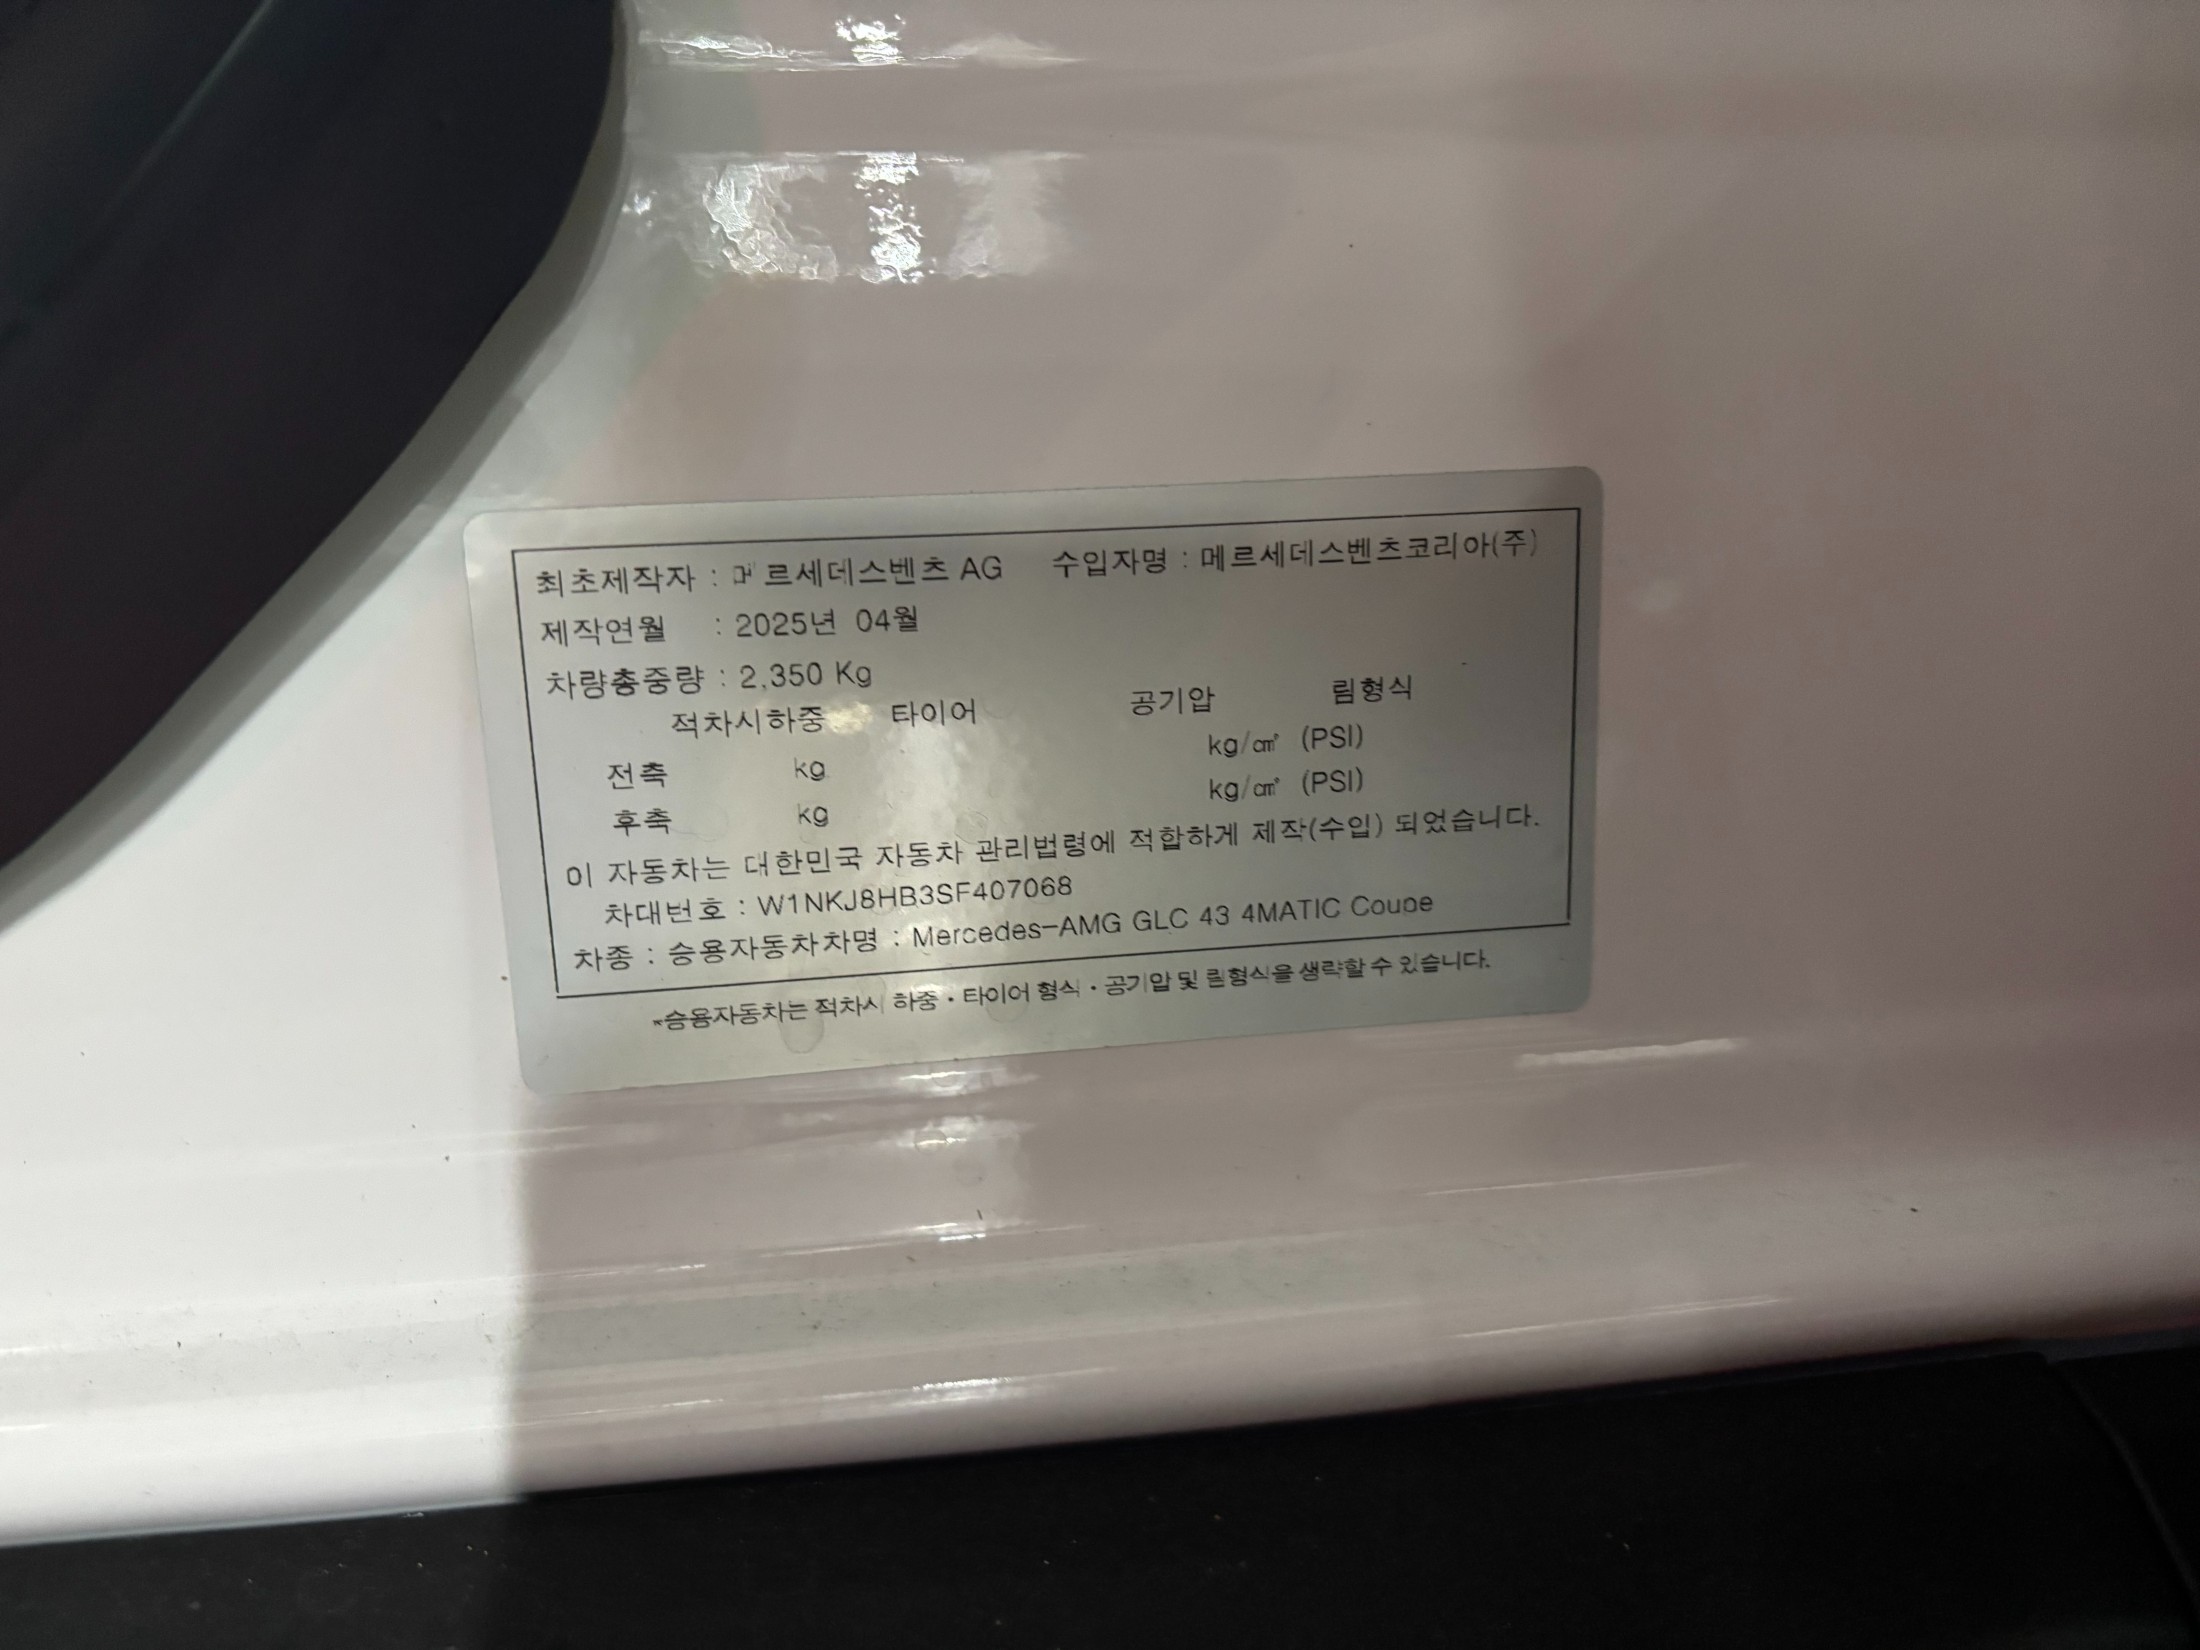 최초제작자 : 메르세데스벤츠 AG 수입자명 : 메르세데스벤츠코리아(주)
제작연월 : 2025년 04월
차량총중량 : 2,350 Kg
적차시하중 타이어 공기압 림형식
전축 kg kg/㎠ (PSI)
후축 kg kg/㎠ (PSI)
이 자동차는 대한민국 자동차 관리법령에 적합하게 제작(수입) 되었습니다.
차대번호 : W1NKJ8HB3SF407068
차종 : 승용자동차차명 : Mercedes-AMG GLC 43 4MATIC Coupe
*승용자동차는 적차시 하중·타이어 형식·공기압 및 림형식을 생략할 수 있습니다.